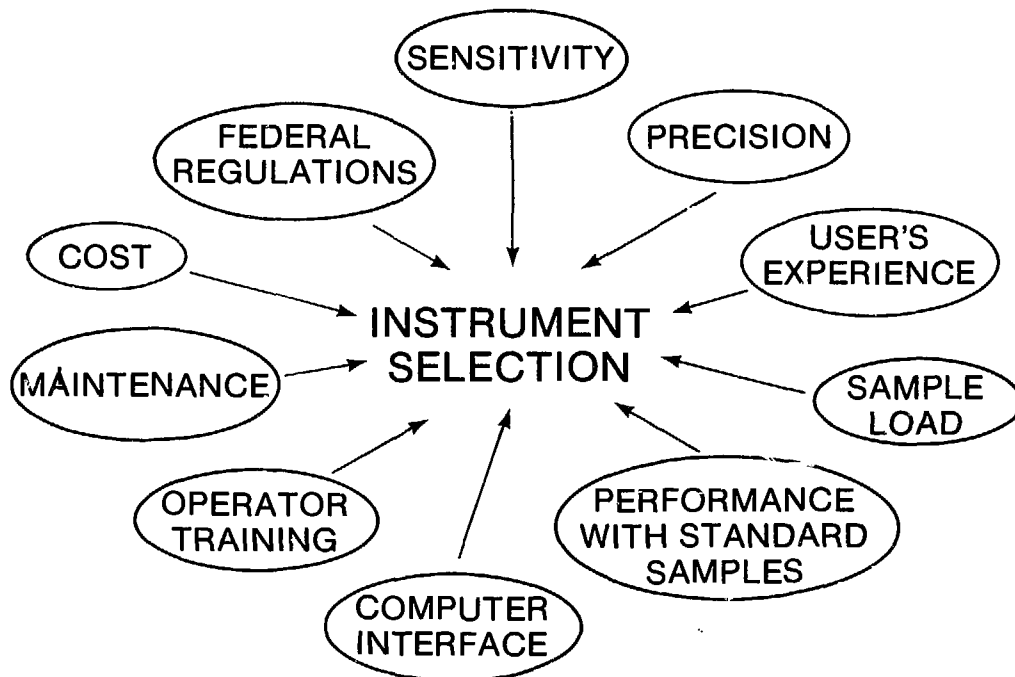 SENSITIVITY
FEDERAL
REGULATIONS
PRECISION
COST
USER'S
EXPERIENCE
INSTRUMENT
SELECTION
MAINTENANCE
SAMPLE
LOAD
OPERATOR
TRAINING
PERFORMANCE
WITH STANDARD
SAMPLES
COMPUTER
INTERFACE